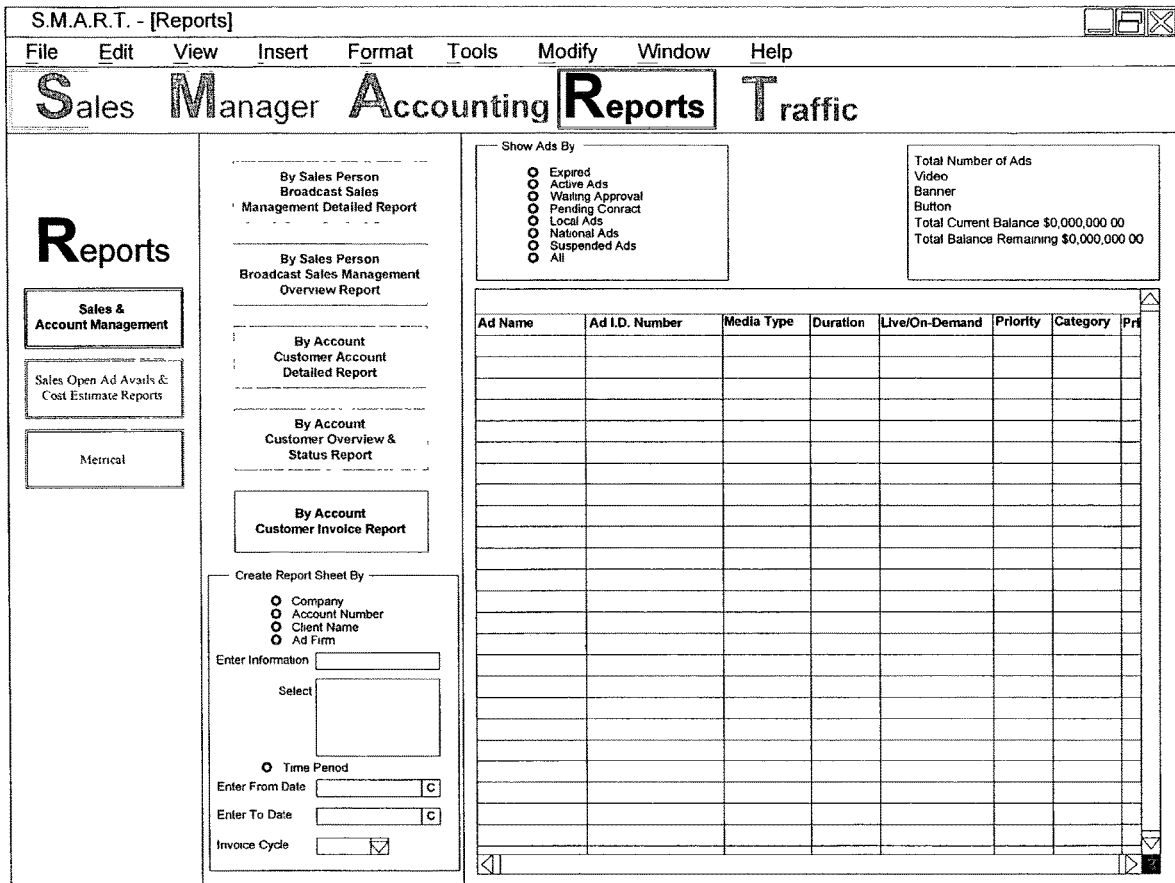 S.M.A.R.T. - [Reports]
File Edit View Insert Format Tools Modify Window Help
Sales Manager Accounting Reports Traffic
Reports
Sales &
Account Management
Sales Open Ad Avails &
Cost Estimate Reports
Metrical
By Sales Person
Broadcast Sales
Management Detailed Report
By Sales Person
Broadcast Sales Management
Overview Report
By Account
Customer Account
Detailed Report
By Account
Customer Overview &
Status Report
By Account
Customer Invoice Report
Create Report Sheet By
Company
Account Number
Client Name
Ad Firm
Enter Information
Select
Time Period
Enter From Date C
Enter To Date C
Invoice Cycle
Show Ads By
Expired
Active Ads
Waiting Approval
Pending Conract
Local Ads
National Ads
Suspended Ads
All
Total Number of Ads
Video
Banner
Button
Total Current Balance $0,000,000 00
Total Balance Remaining $0,000,000 00
Ad Name Ad I.D. Number Media Type Duration Live/On-Demand Priority Category Pri